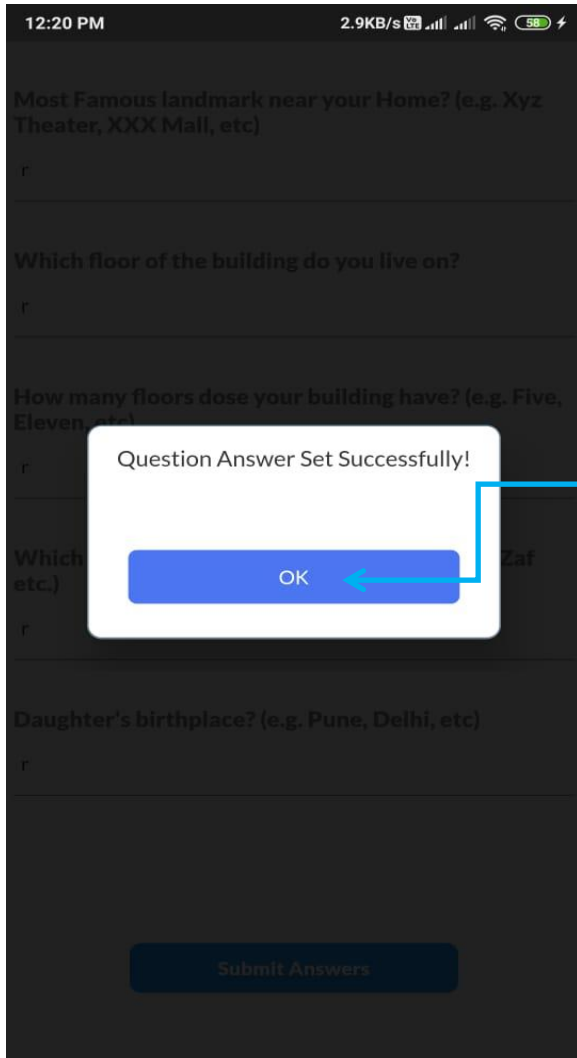 12:20 PM 2.9KB/s Vo LTE 58
Most Famous landmark near your Home? (e.g. Xyz
Theater, XXX Mall, etc)
r
Which floor of the building do you live on?
r
How many floors dose your building have? (e.g. Five,
Eleven, etc)
r
Question Answer Set Successfully!
OK
Which Zaf
etc.)
r
Daughter's birthplace? (e.g. Pune, Delhi, etc)
r
Submit Answers